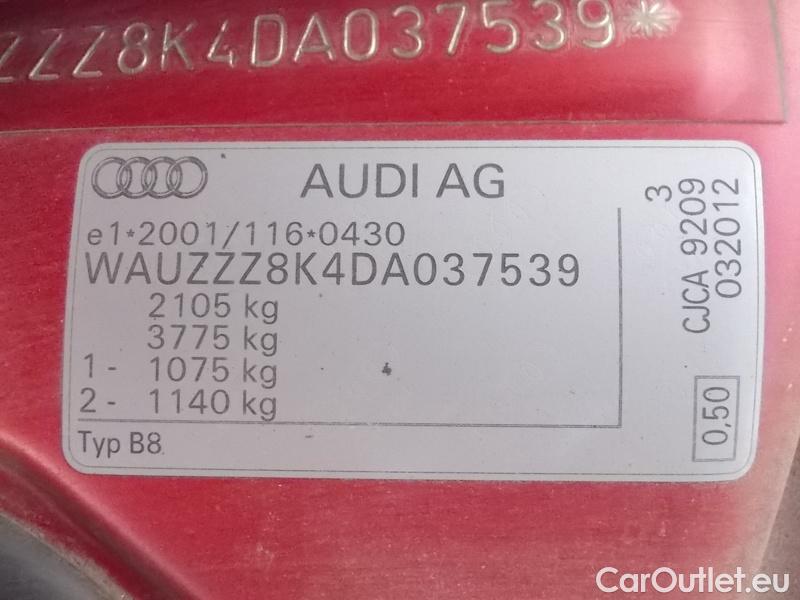 ZZZ8K4DA037539*
AUDI AG
e1*2001/116*0430
WAUZZZ8K4DA037539
2105 kg
3775 kg
1- 1075 kg
2- 1140 kg
Typ B8
3
CJCA 9209
032012
0,50
CarOutlet.eu